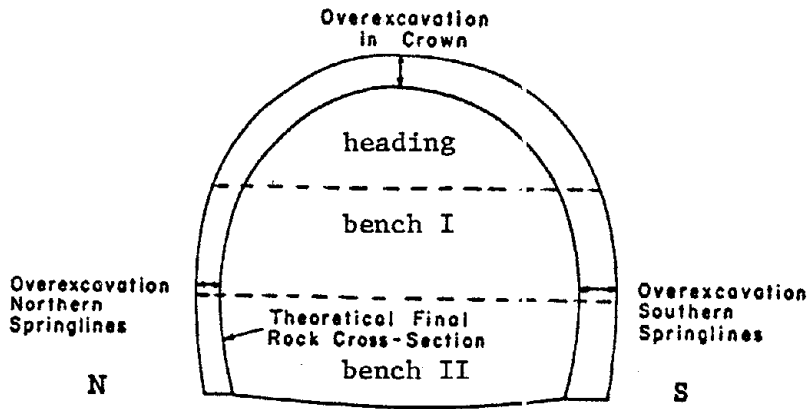 Overexcavation
in Crown
heading
bench I
Overexcavation
Northern
Springlines
Overexcavation
Southern
Springlines
Theoretical Final
Rock Cross-Section
bench II
N
S